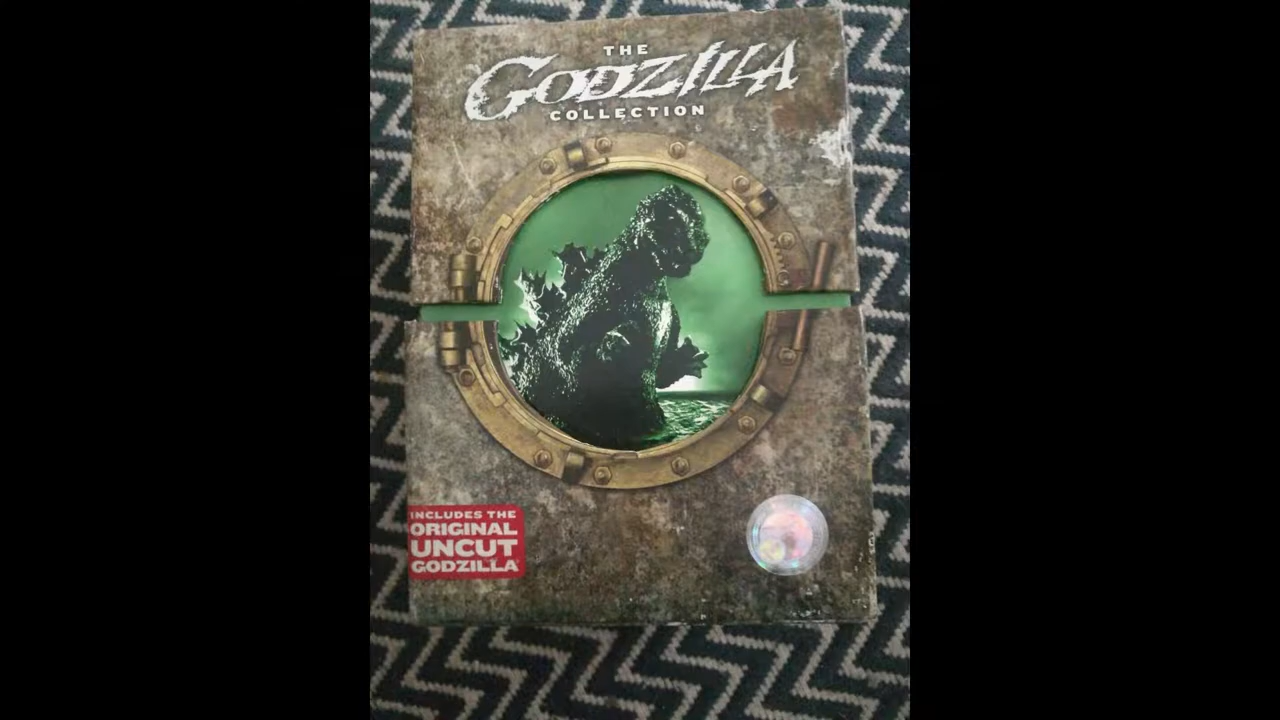 THE
GODZILLA
COLLECTION
INCLUDES THE
ORIGINAL
UNCUT
GODZILLA